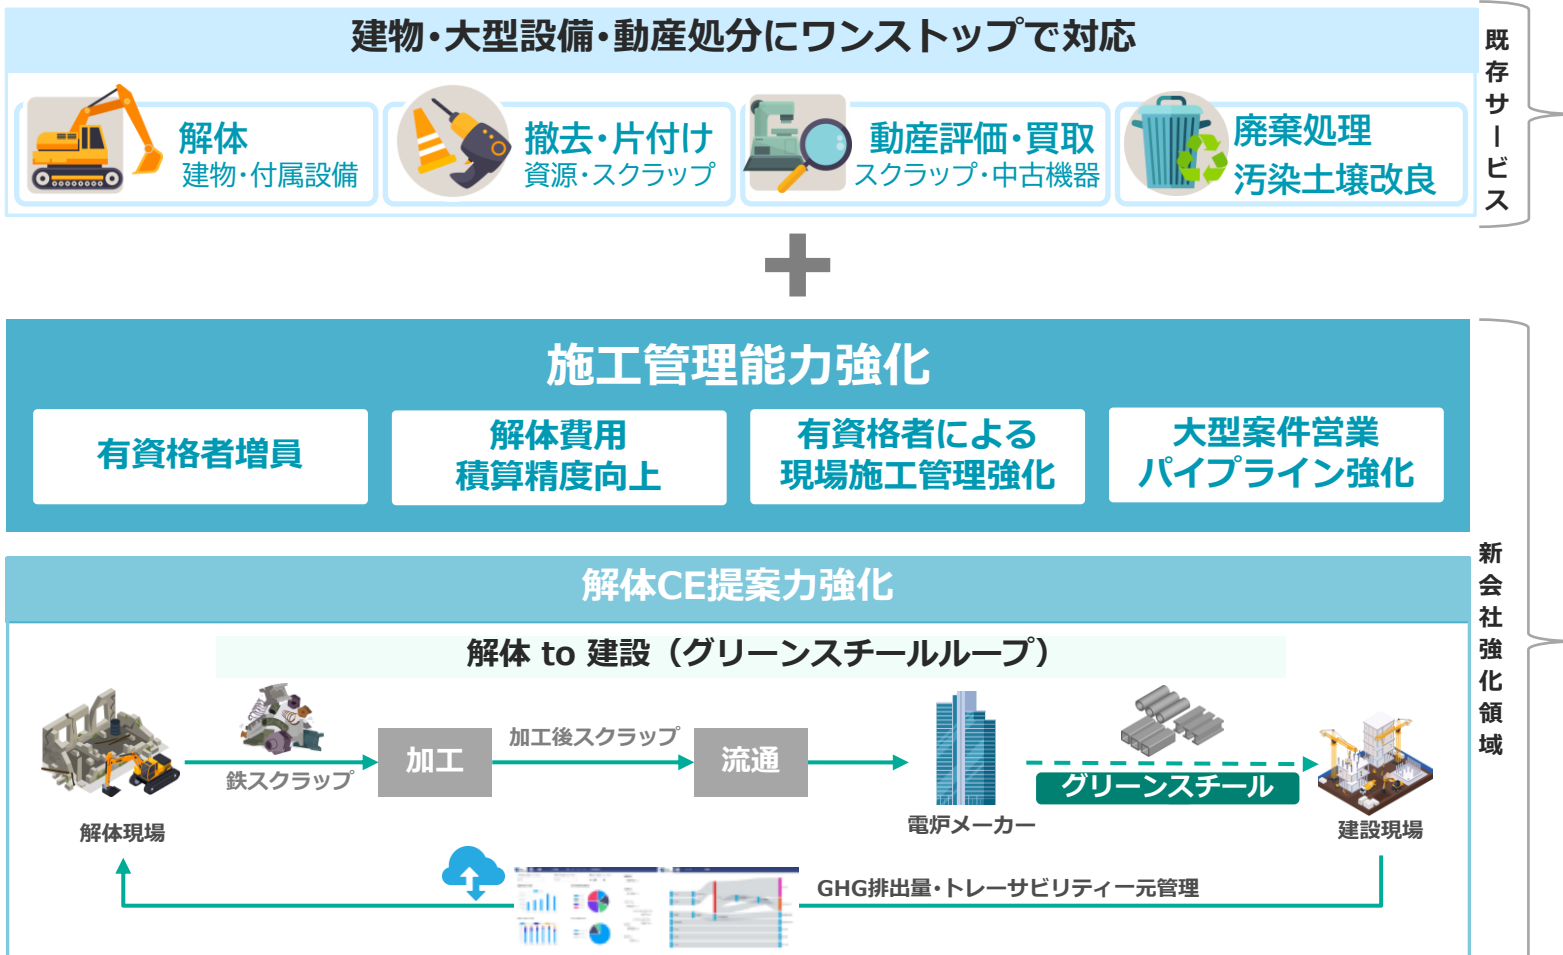 建物・大型設備・動産処分にワンストップで対応
解体
建物・付属設備
撤去・片付け
資源・スクラップ
動産評価・買取
スクラップ・中古機器
廃棄処理
汚染土壌改良
既存サービス
施工管理能力強化
有資格者増員
解体費用
積算精度向上
有資格者による
現場施工管理強化
大型案件営業
パイプライン強化
新会社強化領域
解体CE提案力強化
解体 to 建設（グリーンスチールループ）
鉄スクラップ
加工
加工後スクラップ
流通
グリーンスチール
解体現場
電炉メーカー
建設現場
GHG排出量・トレーサビリティ一元管理